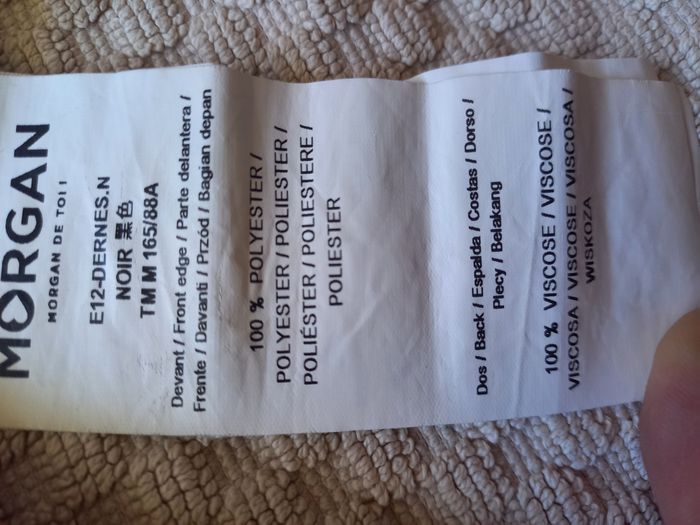 MORGAN
MORGAN DE TOI !
E12-DERNES.N
NOIR 黑色
TM M 165/88A
Devant / Front edge / Parte delantera /
Frente / Davanti / Przód / Bagian depan
100 % POLYESTER /
POLYESTER / POLIESTER /
POLIÉSTER / POLIESTERE /
POLIESTER
Dos / Back / Espalda / Costas / Dorso /
Plecy / Belakang
100 % VISCOSE / VISCOSE /
VISCOSA / VISCOSE / VISCOSA /
WISKOZA